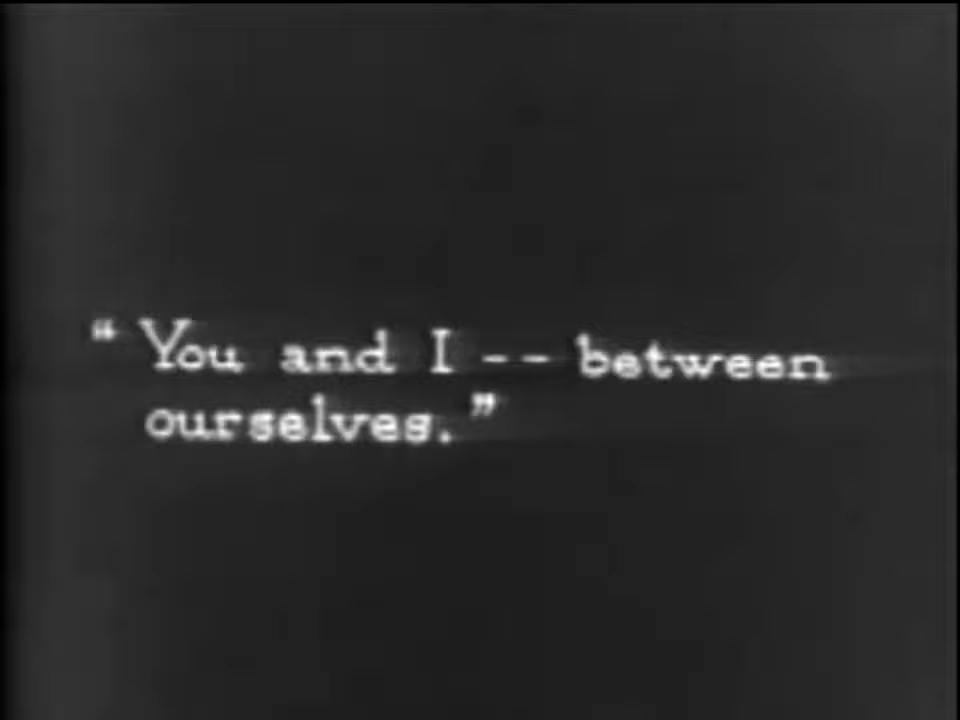 “ You and I -- between
ourselves. ”